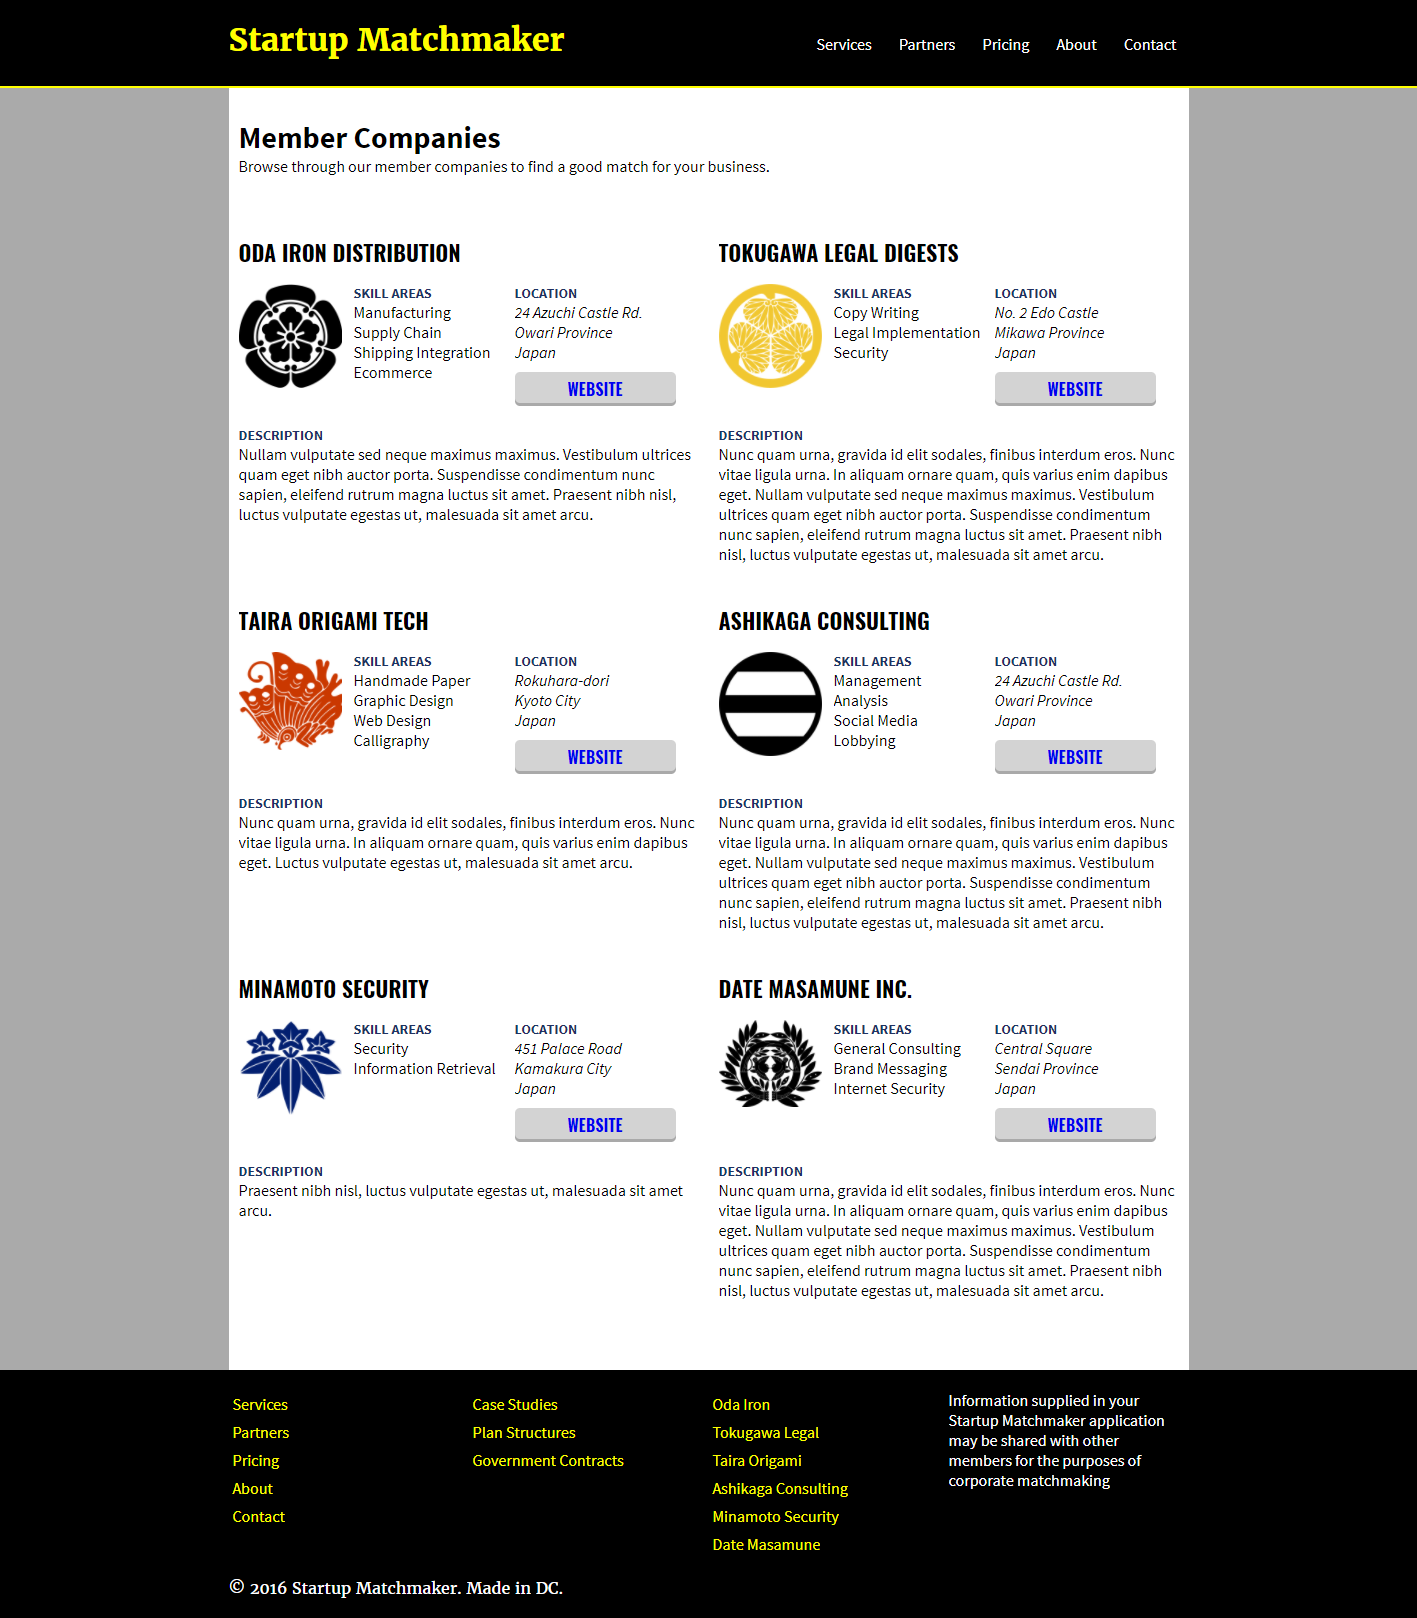 Startup Matchmaker
Services
Partners
Pricing
About
Contact
Member Companies
Browse through our member companies to find a good match for your business.
ODA IRON DISTRIBUTION
SKILL AREAS
Manufacturing
Supply Chain
Shipping Integration
Ecommerce
LOCATION
24 Azuchi Castle Rd.
Owari Province
Japan
WEBSITE
DESCRIPTION
Nullam vulputate sed neque maximus maximus. Vestibulum ultrices
quam eget nibh auctor porta. Suspendisse condimentum nunc
sapien, eleifend rutrum magna luctus sit amet. Praesent nibh nisl,
luctus vulputate egestas ut, malesuada sit amet arcu.
TOKUGAWA LEGAL DIGESTS
SKILL AREAS
Copy Writing
Legal Implementation
Security
LOCATION
No. 2 Edo Castle
Mikawa Province
Japan
WEBSITE
DESCRIPTION
Nunc quam urna, gravida id elit sodales, finibus interdum eros. Nunc
vitae ligula urna. In aliquam ornare quam, quis varius enim dapibus
eget. Nullam vulputate sed neque maximus maximus. Vestibulum
ultrices quam eget nibh auctor porta. Suspendisse condimentum
nunc sapien, eleifend rutrum magna luctus sit amet. Praesent nibh
nisl, luctus vulputate egestas ut, malesuada sit amet arcu.
TAIRA ORIGAMI TECH
SKILL AREAS
Handmade Paper
Graphic Design
Web Design
Calligraphy
LOCATION
Rokuhara-dori
Kyoto City
Japan
WEBSITE
DESCRIPTION
Nunc quam urna, gravida id elit sodales, finibus interdum eros. Nunc
vitae ligula urna. In aliquam ornare quam, quis varius enim dapibus
eget. Luctus vulputate egestas ut, malesuada sit amet arcu.
ASHIKAGA CONSULTING
SKILL AREAS
Management
Analysis
Social Media
Lobbying
LOCATION
24 Azuchi Castle Rd.
Owari Province
Japan
WEBSITE
DESCRIPTION
Nunc quam urna, gravida id elit sodales, finibus interdum eros. Nunc
vitae ligula urna. In aliquam ornare quam, quis varius enim dapibus
eget. Nullam vulputate sed neque maximus maximus. Vestibulum
ultrices quam eget nibh auctor porta. Suspendisse condimentum
nunc sapien, eleifend rutrum magna luctus sit amet. Praesent nibh
nisl, luctus vulputate egestas ut, malesuada sit amet arcu.
MINAMOTO SECURITY
SKILL AREAS
Security
Information Retrieval
LOCATION
451 Palace Road
Kamakura City
Japan
WEBSITE
DESCRIPTION
Praesent nibh nisl, luctus vulputate egestas ut, malesuada sit amet
arcu.
DATE MASAMUNE INC.
SKILL AREAS
General Consulting
Brand Messaging
Internet Security
LOCATION
Central Square
Sendai Province
Japan
WEBSITE
DESCRIPTION
Nunc quam urna, gravida id elit sodales, finibus interdum eros. Nunc
vitae ligula urna. In aliquam ornare quam, quis varius enim dapibus
eget. Nullam vulputate sed neque maximus maximus. Vestibulum
ultrices quam eget nibh auctor porta. Suspendisse condimentum
nunc sapien, eleifend rutrum magna luctus sit amet. Praesent nibh
nisl, luctus vulputate egestas ut, malesuada sit amet arcu.
Services
Partners
Pricing
About
Contact
Case Studies
Plan Structures
Government Contracts
Oda Iron
Tokugawa Legal
Taira Origami
Ashikaga Consulting
Minamoto Security
Date Masamune
Information supplied in your
Startup Matchmaker application
may be shared with other
members for the purposes of
corporate matchmaking
© 2016 Startup Matchmaker. Made in DC.